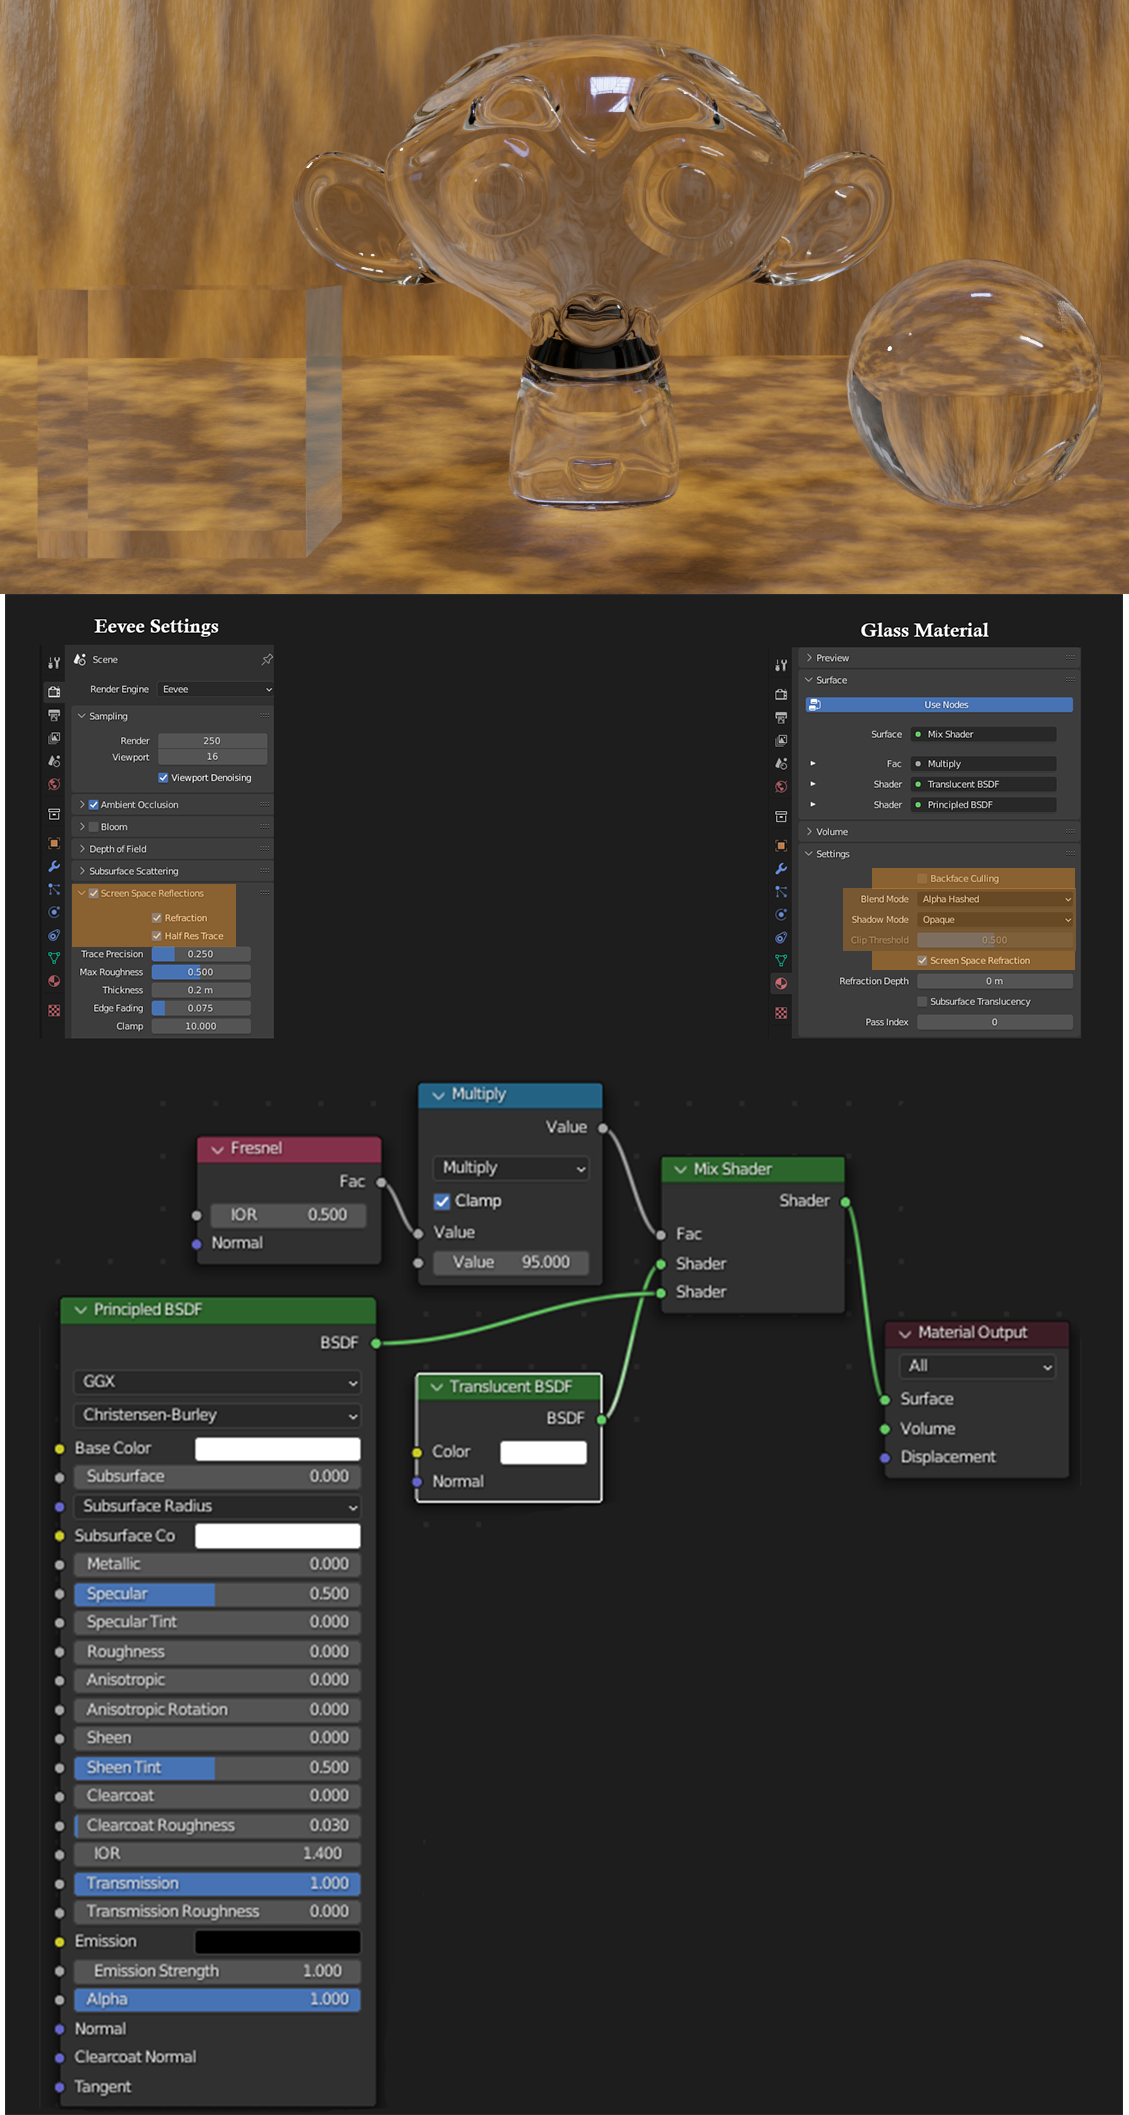 Eevee Settings
Scene
Render Engine Eevee
Sampling
Render 250
Viewport 16
Viewport Denoising
Ambient Occlusion
Bloom
Depth of Field
Subsurface Scattering
Screen Space Reflections
Refraction
Half Res Trace
Trace Precision 0.250
Max Roughness 0.500
Thickness 0.2 m
Edge Fading 0.075
Clamp 10.000
Glass Material
Preview
Surface
Use Nodes
Surface Mix Shader
Fac Multiply
Shader Translucent BSDF
Shader Principled BSDF
Volume
Settings
Backface Culling
Blend Mode Alpha Hashed
Shadow Mode Opaque
Clip Threshold 0.500
Screen Space Refraction
Refraction Depth 0 m
Subsurface Translucency
Pass Index 0
Fresnel
Fac
IOR 0.500
Normal
Multiply
Value
Multiply
Clamp
Value
Value 95.000
Mix Shader
Shader
Fac
Shader
Shader
Principled BSDF
BSDF
GGX
Christensen-Burley
Base Color
Subsurface 0.000
Subsurface Radius
Subsurface Co
Metallic 0.000
Specular 0.500
Specular Tint 0.000
Roughness 0.000
Anisotropic 0.000
Anisotropic Rotation 0.000
Sheen 0.000
Sheen Tint 0.500
Clearcoat 0.000
Clearcoat Roughness 0.030
IOR 1.400
Transmission 1.000
Transmission Roughness 0.000
Emission
Emission Strength 1.000
Alpha 1.000
Normal
Clearcoat Normal
Tangent
Translucent BSDF
BSDF
Color
Normal
Material Output
All
Surface
Volume
Displacement